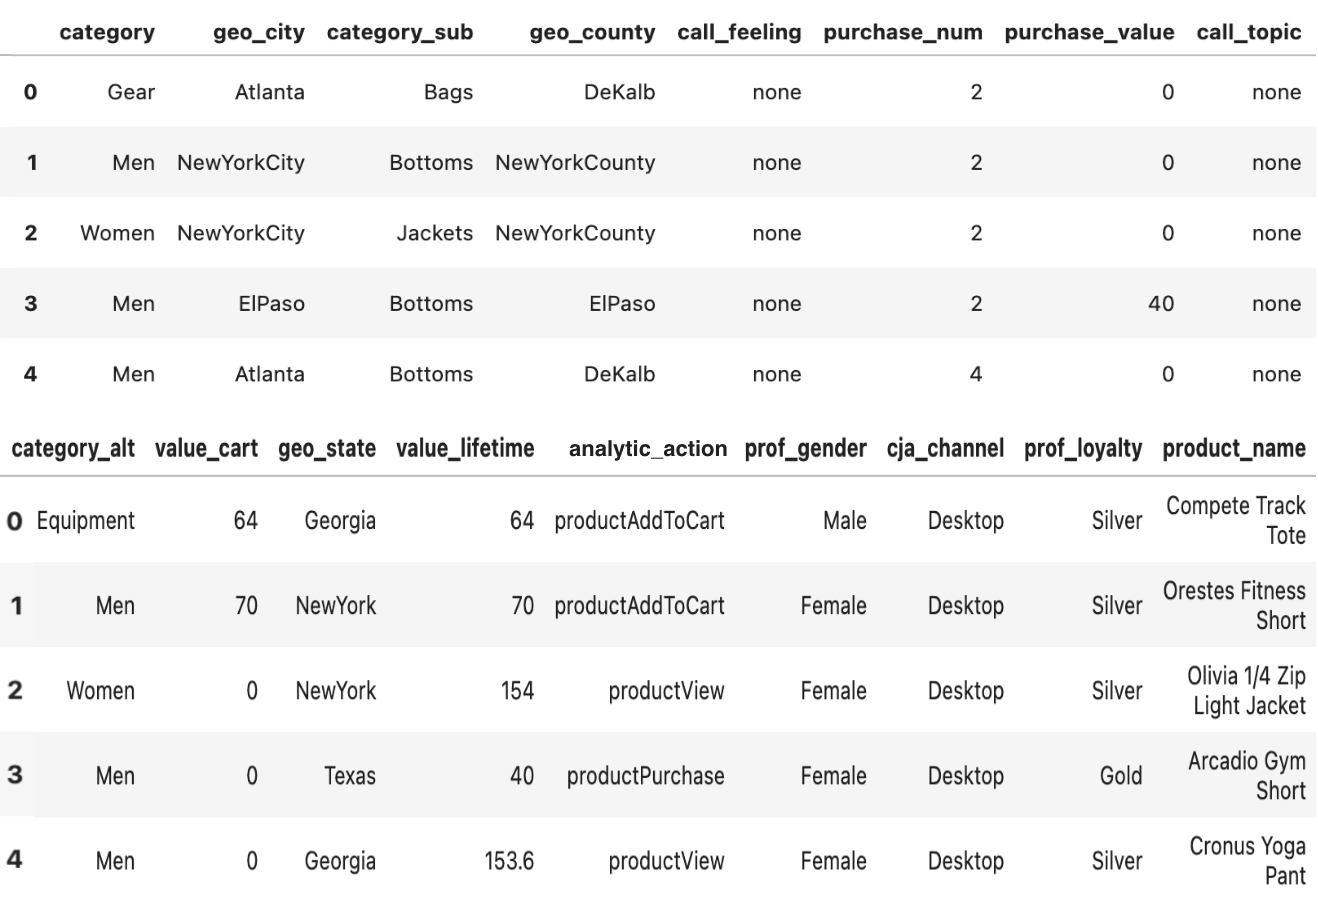 category geo_city category_sub geo_county call_feeling purchase_num purchase_value call_topic
0 Gear Atlanta Bags DeKalb none 2 0 none
1 Men NewYorkCity Bottoms NewYorkCounty none 2 0 none
2 Women NewYorkCity Jackets NewYorkCounty none 2 0 none
3 Men ElPaso Bottoms ElPaso none 2 40 none
4 Men Atlanta Bottoms DeKalb none 4 0 none
category_alt value_cart geo_state value_lifetime analytic_action prof_gender cja_channel prof_loyalty product_name
0 Equipment 64 Georgia 64 productAddToCart Male Desktop Silver Compete Track
Tote
1 Men 70 NewYork 70 productAddToCart Female Desktop Silver Orestes Fitness
Short
2 Women 0 NewYork 154 productView Female Desktop Silver Olivia 1/4 Zip
Light Jacket
3 Men 0 Texas 40 productPurchase Female Desktop Gold Arcadio Gym
Short
4 Men 0 Georgia 153.6 productView Female Desktop Silver Cronus Yoga
Pant